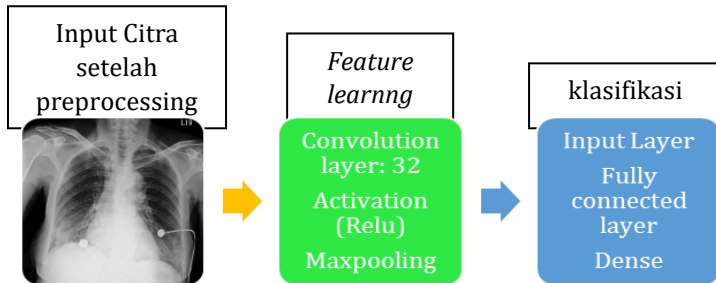 Input Citra
setelah
preprocessing
Feature
learnng
Convolution
layer: 32
Activation
(Relu)
Maxpooling
klasifikasi
Input Layer
Fully
connected
layer
Dense